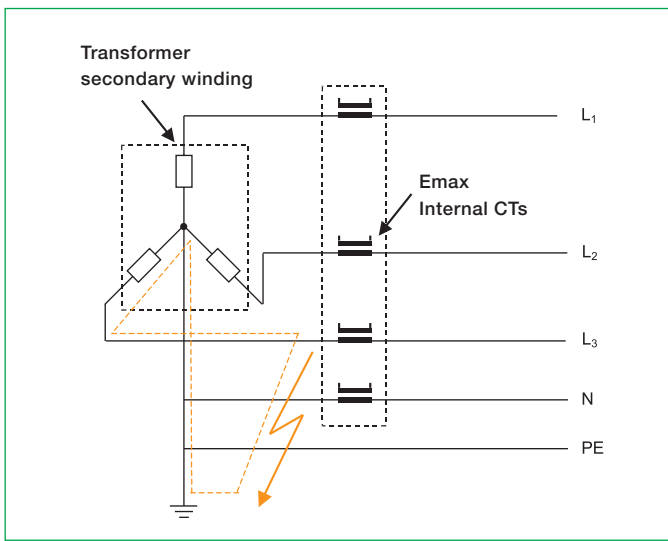 Transformer
secondary winding
L₁
Emax
Internal CTs
L₂
L₃
N
PE